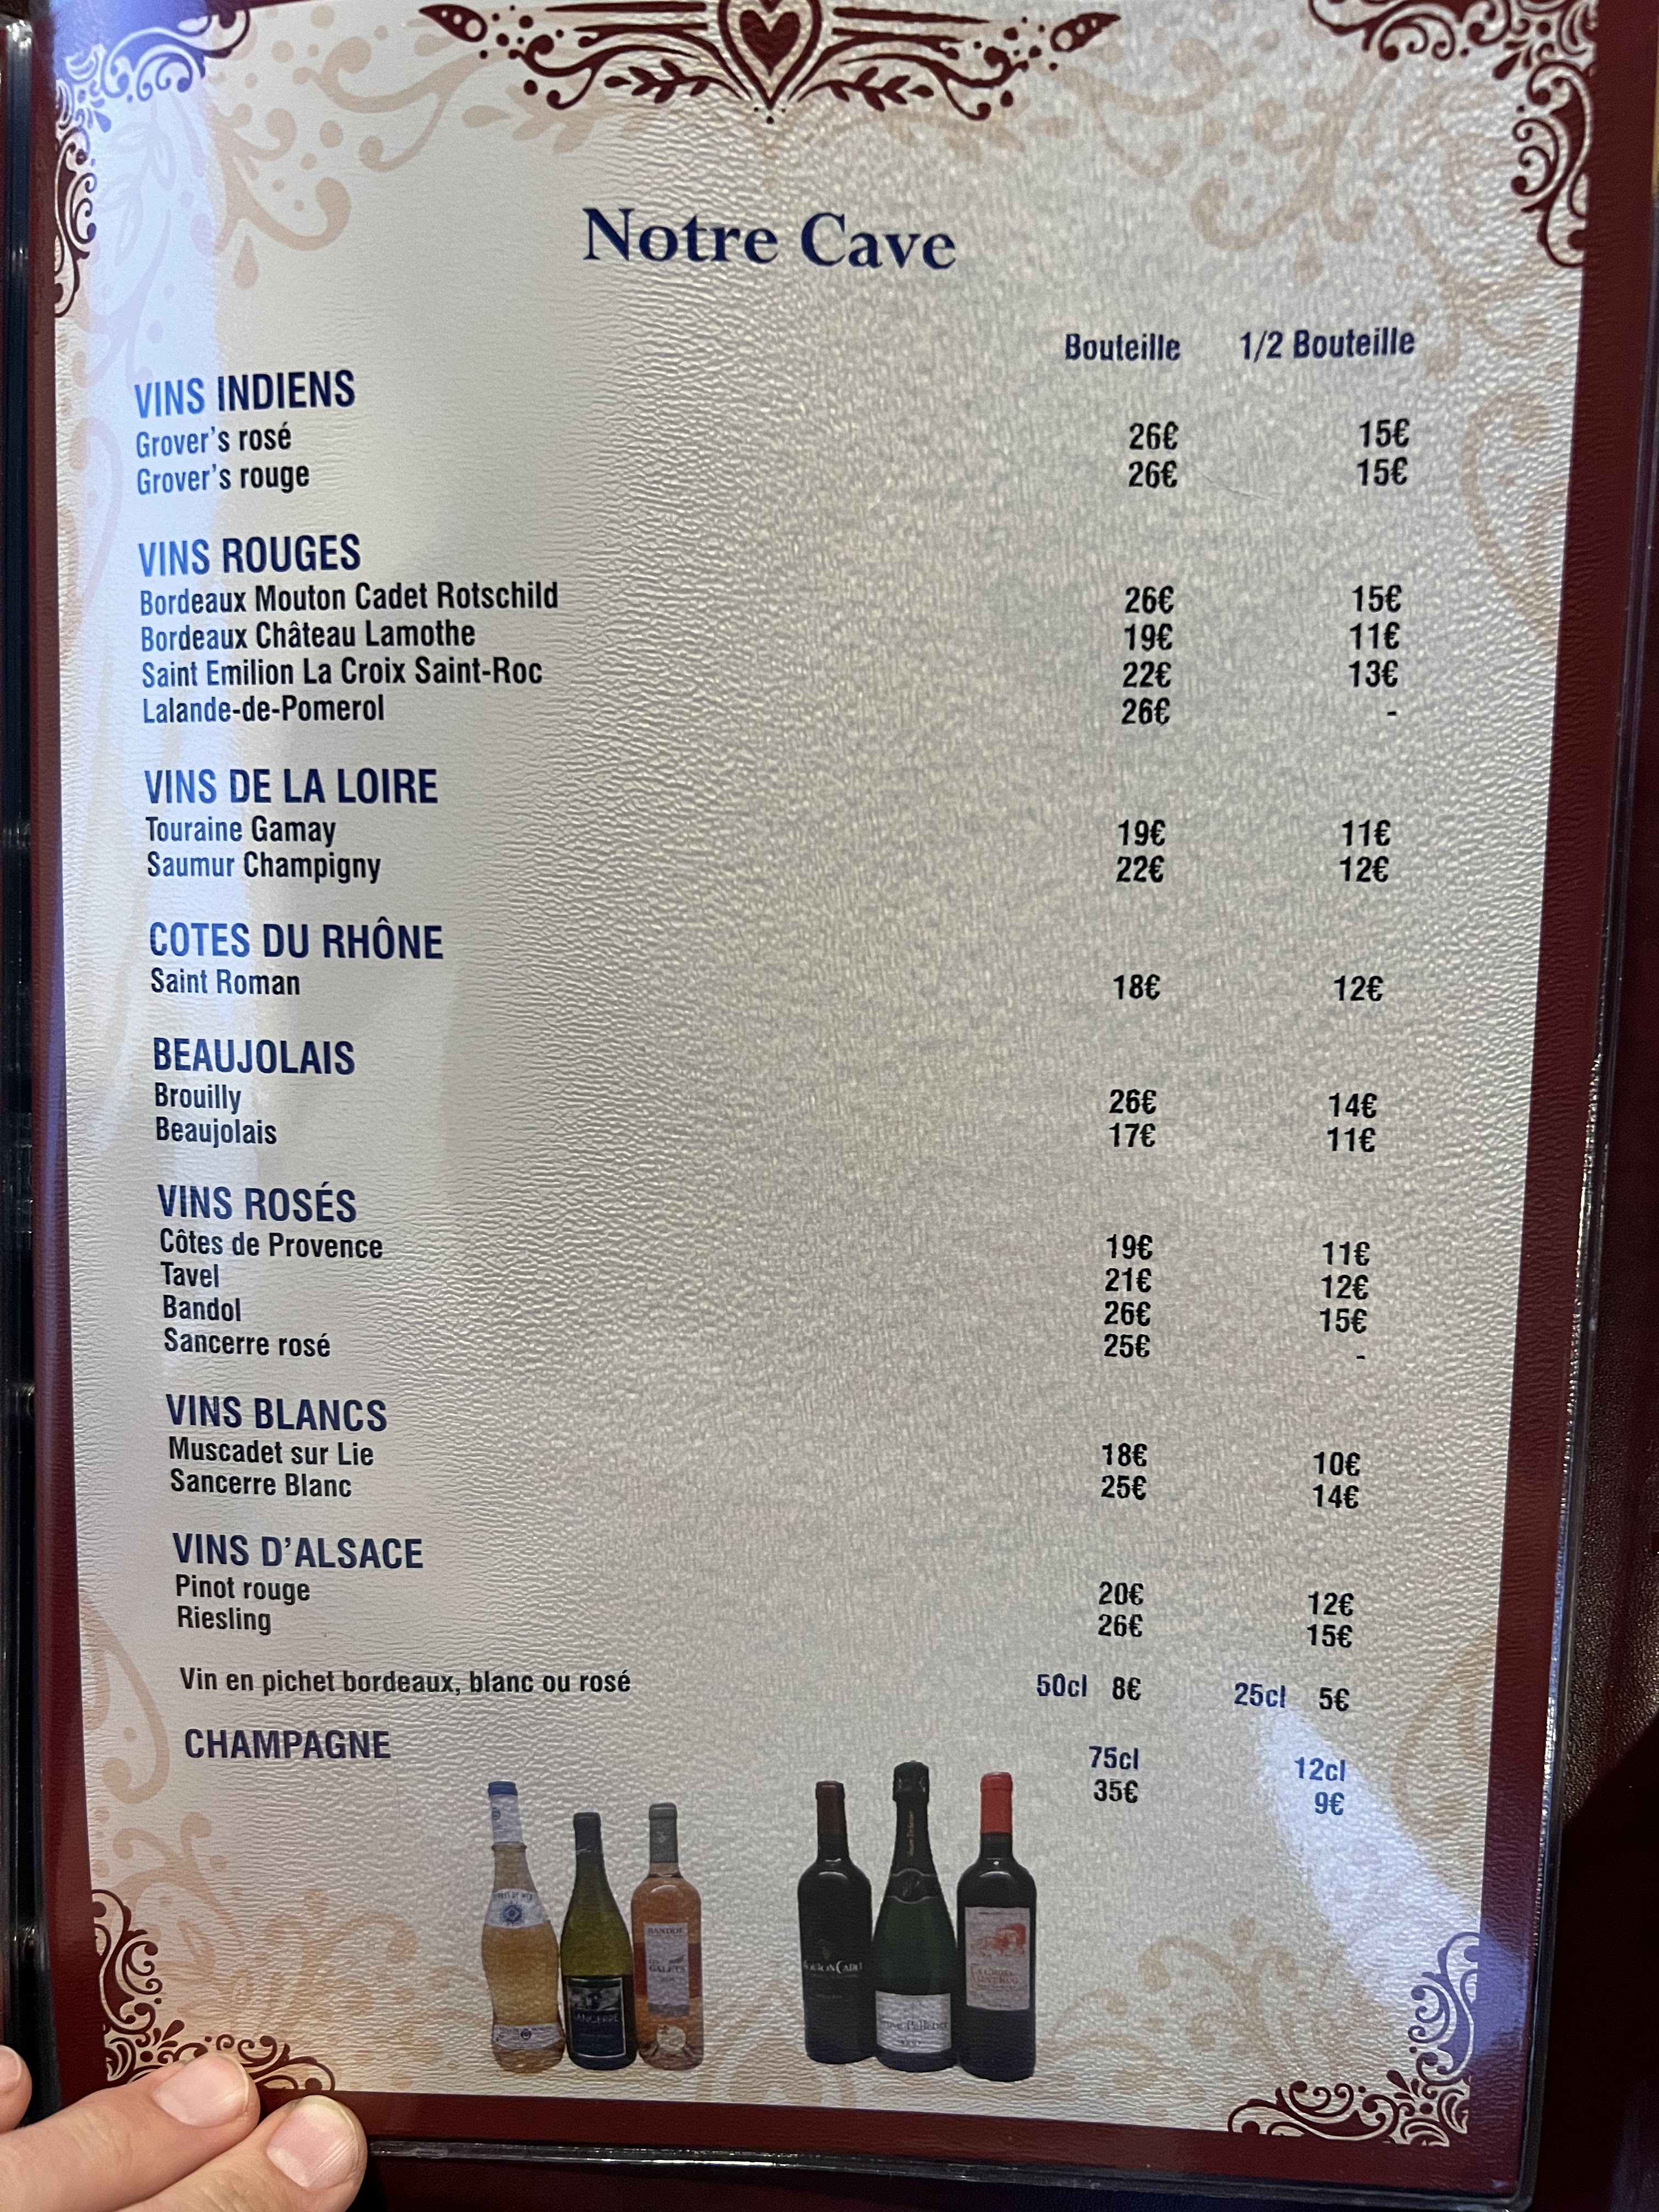 Notre Cave
Bouteille 1/2 Bouteille
VINS INDIENS
Grover's rosé 26€ 15€
Grover's rouge 26€ 15€
VINS ROUGES
Bordeaux Mouton Cadet Rotschild 26€ 15€
Bordeaux Château Lamothe 19€ 11€
Saint Emilion La Croix Saint-Roc 22€ 13€
Lalande-de-Pomerol 26€ -
VINS DE LA LOIRE
Touraine Gamay 19€ 11€
Saumur Champigny 22€ 12€
COTES DU RHÔNE
Saint Roman 18€ 12€
BEAUJOLAIS
Brouilly 26€ 14€
Beaujolais 17€ 11€
VINS ROSÉS
Côtes de Provence 19€ 11€
Tavel 21€ 12€
Bandol 26€ 15€
Sancerre rosé 25€ -
VINS BLANCS
Muscadet sur Lie 18€ 10€
Sancerre Blanc 25€ 14€
VINS D'ALSACE
Pinot rouge 20€ 12€
Riesling 26€ 15€
Vin en pichet bordeaux, blanc ou rosé 50cl 8€ 25cl 5€
CHAMPAGNE 75cl 12cl
35€ 9€
BANDOL
GALETS
SANCERRE
MOUTON CADET